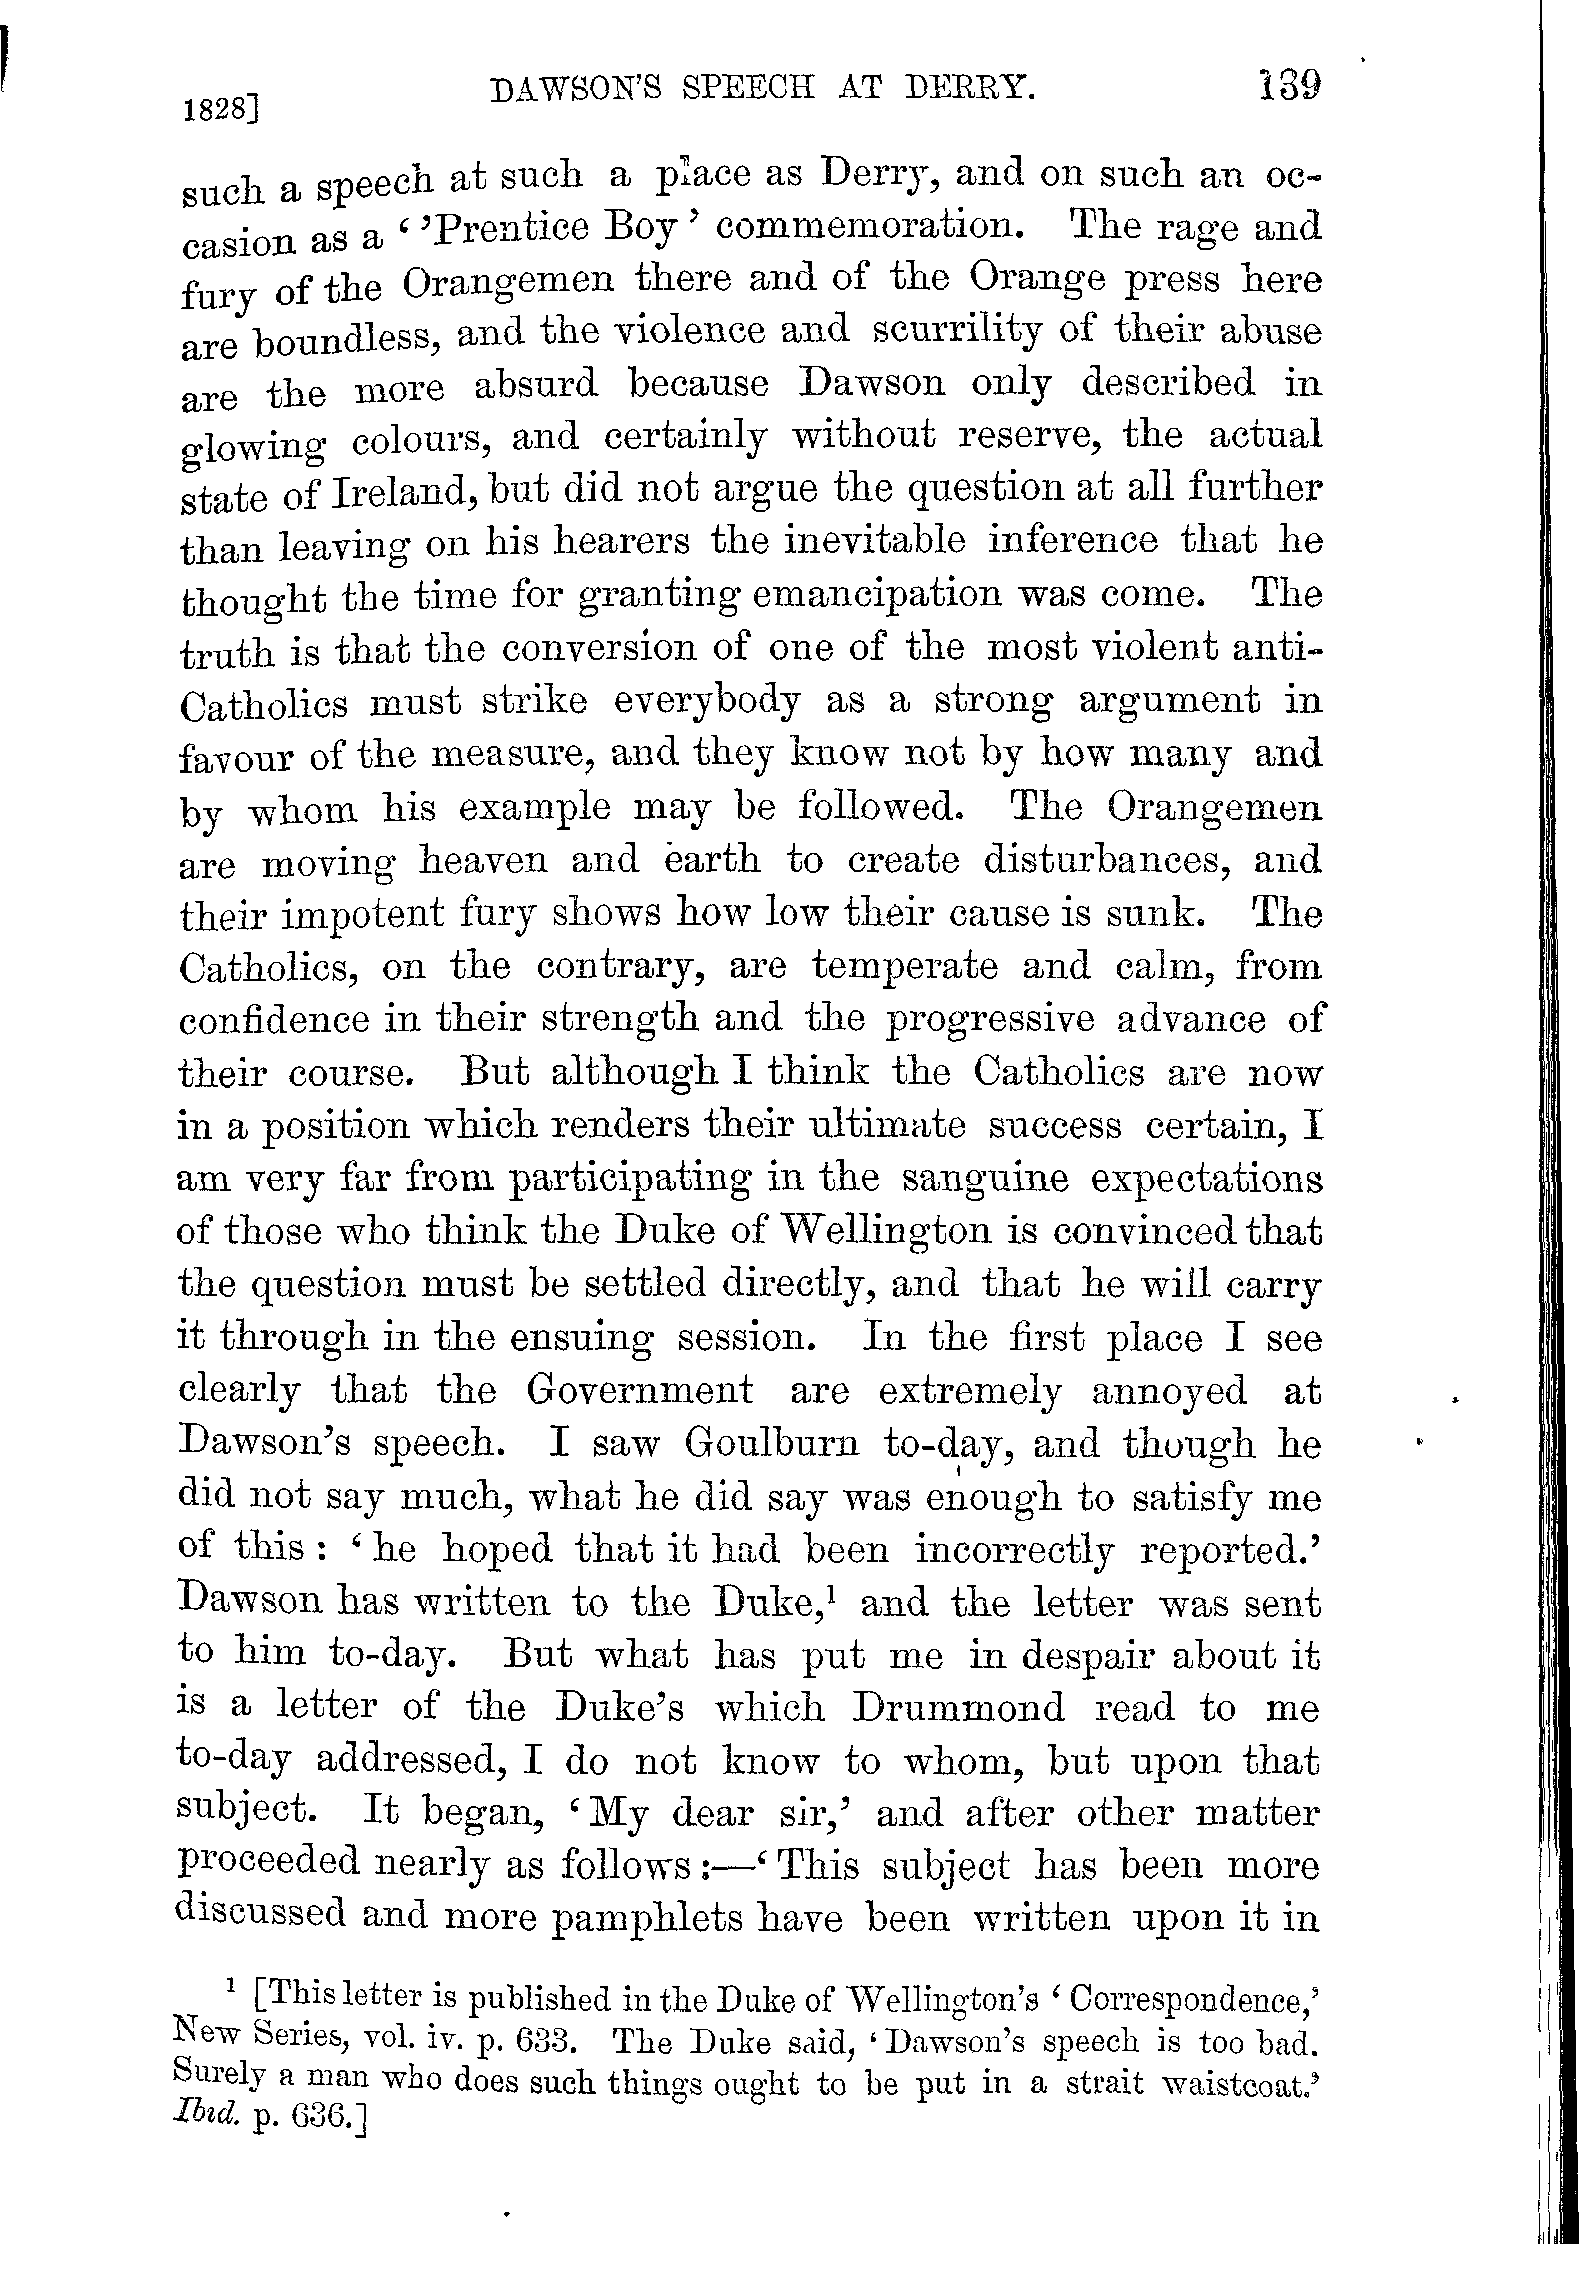 1828] DAWSON'S SPEECH AT DERRY. 139
such a speech at such a place as Derry, and on such an oc-
casion as a ‘ ’Prentice Boy ’ commemoration. The rage and
fury of the Orangemen there and of the Orange press here
are boundless, and the violence and scurrility of their abuse
are the more absurd because Dawson only described in
glowing colours, and certainly without reserve, the actual
state of Ireland, but did not argue the question at all further
than leaving on his hearers the inevitable inference that he
thought the time for granting emancipation was come. The
truth is that the conversion of one of the most violent anti-
Catholics must strike everybody as a strong argument in
favour of the measure, and they know not by how many and
by whom his example may be followed. The Orangemen
are moving heaven and earth to create disturbances, and
their impotent fury shows how low their cause is sunk. The
Catholics, on the contrary, are temperate and calm, from
confidence in their strength and the progressive advance of
their course. But although I think the Catholics are now
in a position which renders their ultimate success certain, I
am very far from participating in the sanguine expectations
of those who think the Duke of Wellington is convinced that
the question must be settled directly, and that he will carry
it through in the ensuing session. In the first place I see
clearly that the Government are extremely annoyed at
Dawson's speech. I saw Goulburn to-day, and though he
did not say much, what he did say was enough to satisfy me
of this : ‘ he hoped that it had been incorrectly reported.’
Dawson has written to the Duke,¹ and the letter was sent
to him to-day. But what has put me in despair about it
is a letter of the Duke's which Drummond read to me
to-day addressed, I do not know to whom, but upon that
subject. It began, ‘ My dear sir,’ and after other matter
proceeded nearly as follows :—‘ This subject has been more
discussed and more pamphlets have been written upon it in
¹ [This letter is published in the Duke of Wellington's ‘ Correspondence,’
New Series, vol. iv. p. 633. The Duke said, ‘ Dawson's speech is too bad.
Surely a man who does such things ought to be put in a strait waistcoat.’
Ibid. p. 636.]